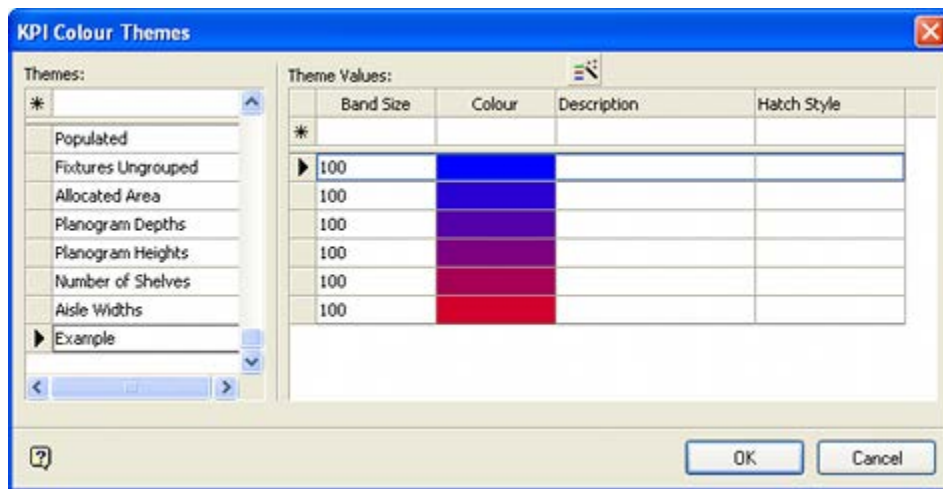 KPI Colour Themes
Themes:
Populated
Fixtures Ungrouped
Allocated Area
Planogram Depths
Planogram Heights
Number of Shelves
Aisle Widths
Example
Theme Values:
Band Size Colour Description Hatch Style
100
100
100
100
100
100
OK Cancel